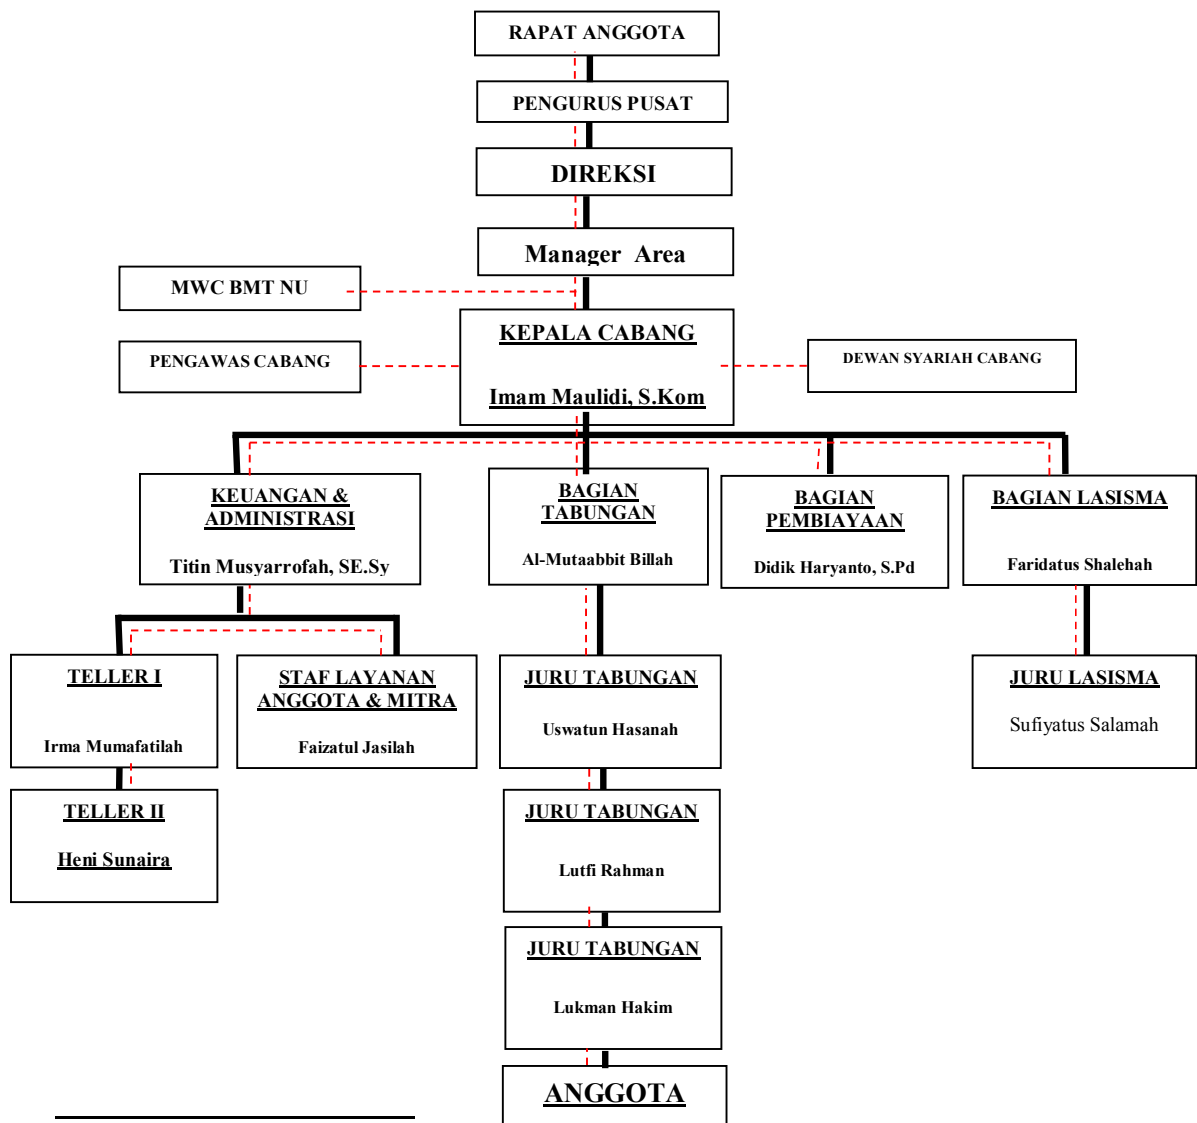 RAPAT ANGGOTA
PENGURUS PUSAT
DIREKSI
Manager Area
MWC BMT NU
KEPALA CABANG
Imam Maulidi, S.Kom
PENGAWAS CABANG
DEWAN SYARIAH CABANG
KEUANGAN &
ADMINISTRASI
Titin Musyarrofah, SE.Sy
BAGIAN
TABUNGAN
Al-Mutaabbit Billah
BAGIAN
PEMBIAYAAN
Didik Haryanto, S.Pd
BAGIAN LASISMA
Faridatus Shalehah
TELLER I
Irma Mumafatilah
STAF LAYANAN
ANGGOTA & MITRA
Faizatul Jasilah
JURU TABUNGAN
Uswatun Hasanah
JURU LASISMA
Sufiyatus Salamah
TELLER II
Heni Sunaira
JURU TABUNGAN
Lutfi Rahman
JURU TABUNGAN
Lukman Hakim
ANGGOTA